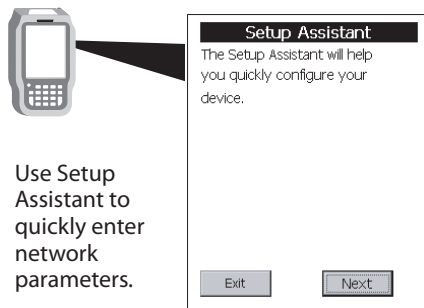 Setup Assistant
The Setup Assistant will help
you quickly configure your
device.
Exit
Next
Use Setup
Assistant to
quickly enter
network
parameters.